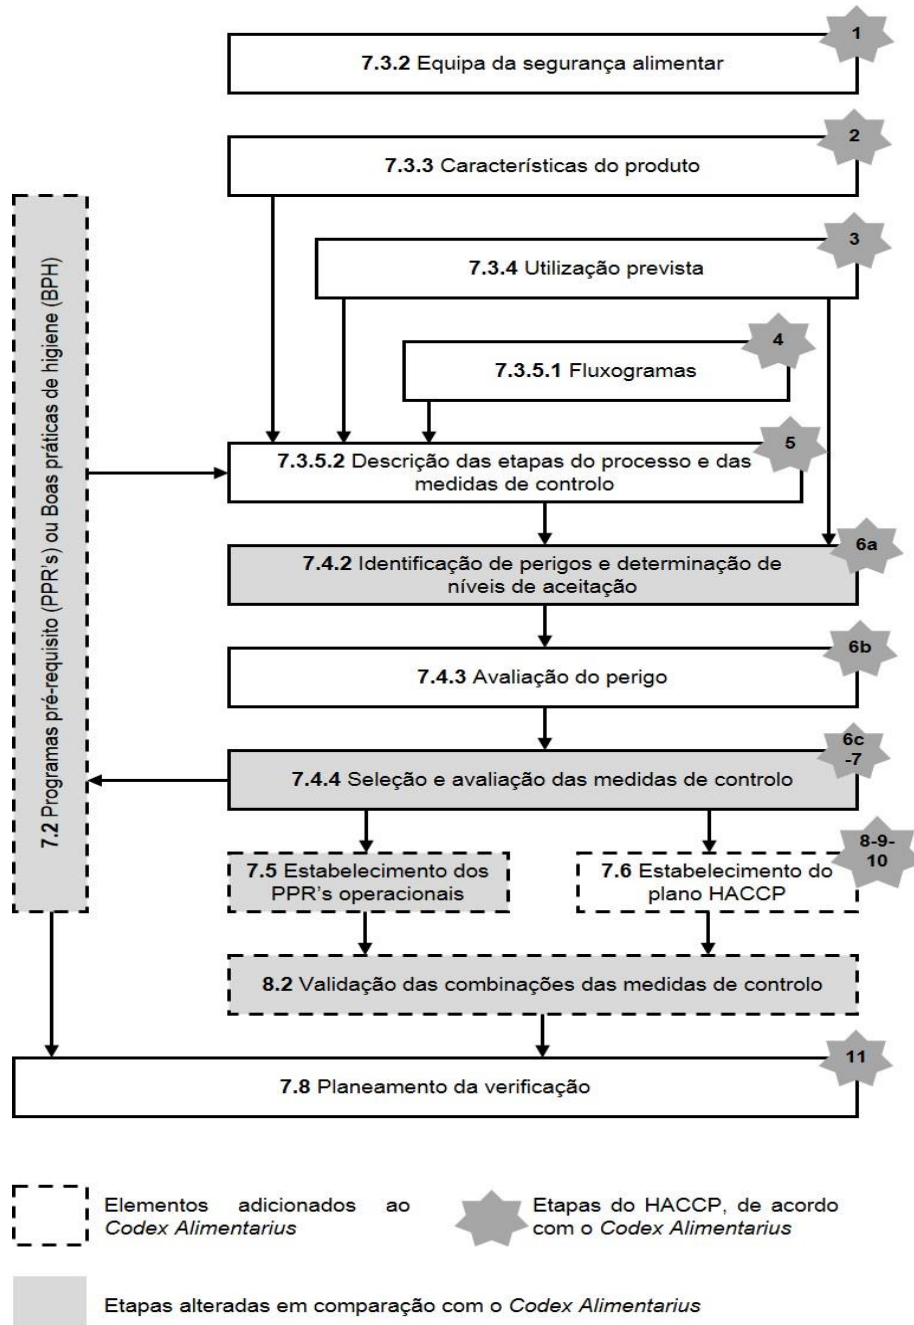 1
7.3.2 Equipa da segurança alimentar
2
7.3.3 Características do produto
3
7.3.4 Utilização prevista
4
7.3.5.1 Fluxogramas
5
7.3.5.2 Descrição das etapas do processo e das
medidas de controlo
6a
7.4.2 Identificação de perigos e determinação de
níveis de aceitação
6b
7.4.3 Avaliação do perigo
6c
-7
7.4.4 Seleção e avaliação das medidas de controlo
7.2 Programas pré-requisito (PPR's) ou Boas práticas de higiene (BPH)
7.5 Estabelecimento dos
PPR's operacionais
8-9-
10
7.6 Estabelecimento do
plano HACCP
8.2 Validação das combinações das medidas de controlo
11
7.8 Planeamento da verificação
Elementos adicionados ao
Codex Alimentarius
Etapas do HACCP, de acordo
com o Codex Alimentarius
Etapas alteradas em comparação com o Codex Alimentarius